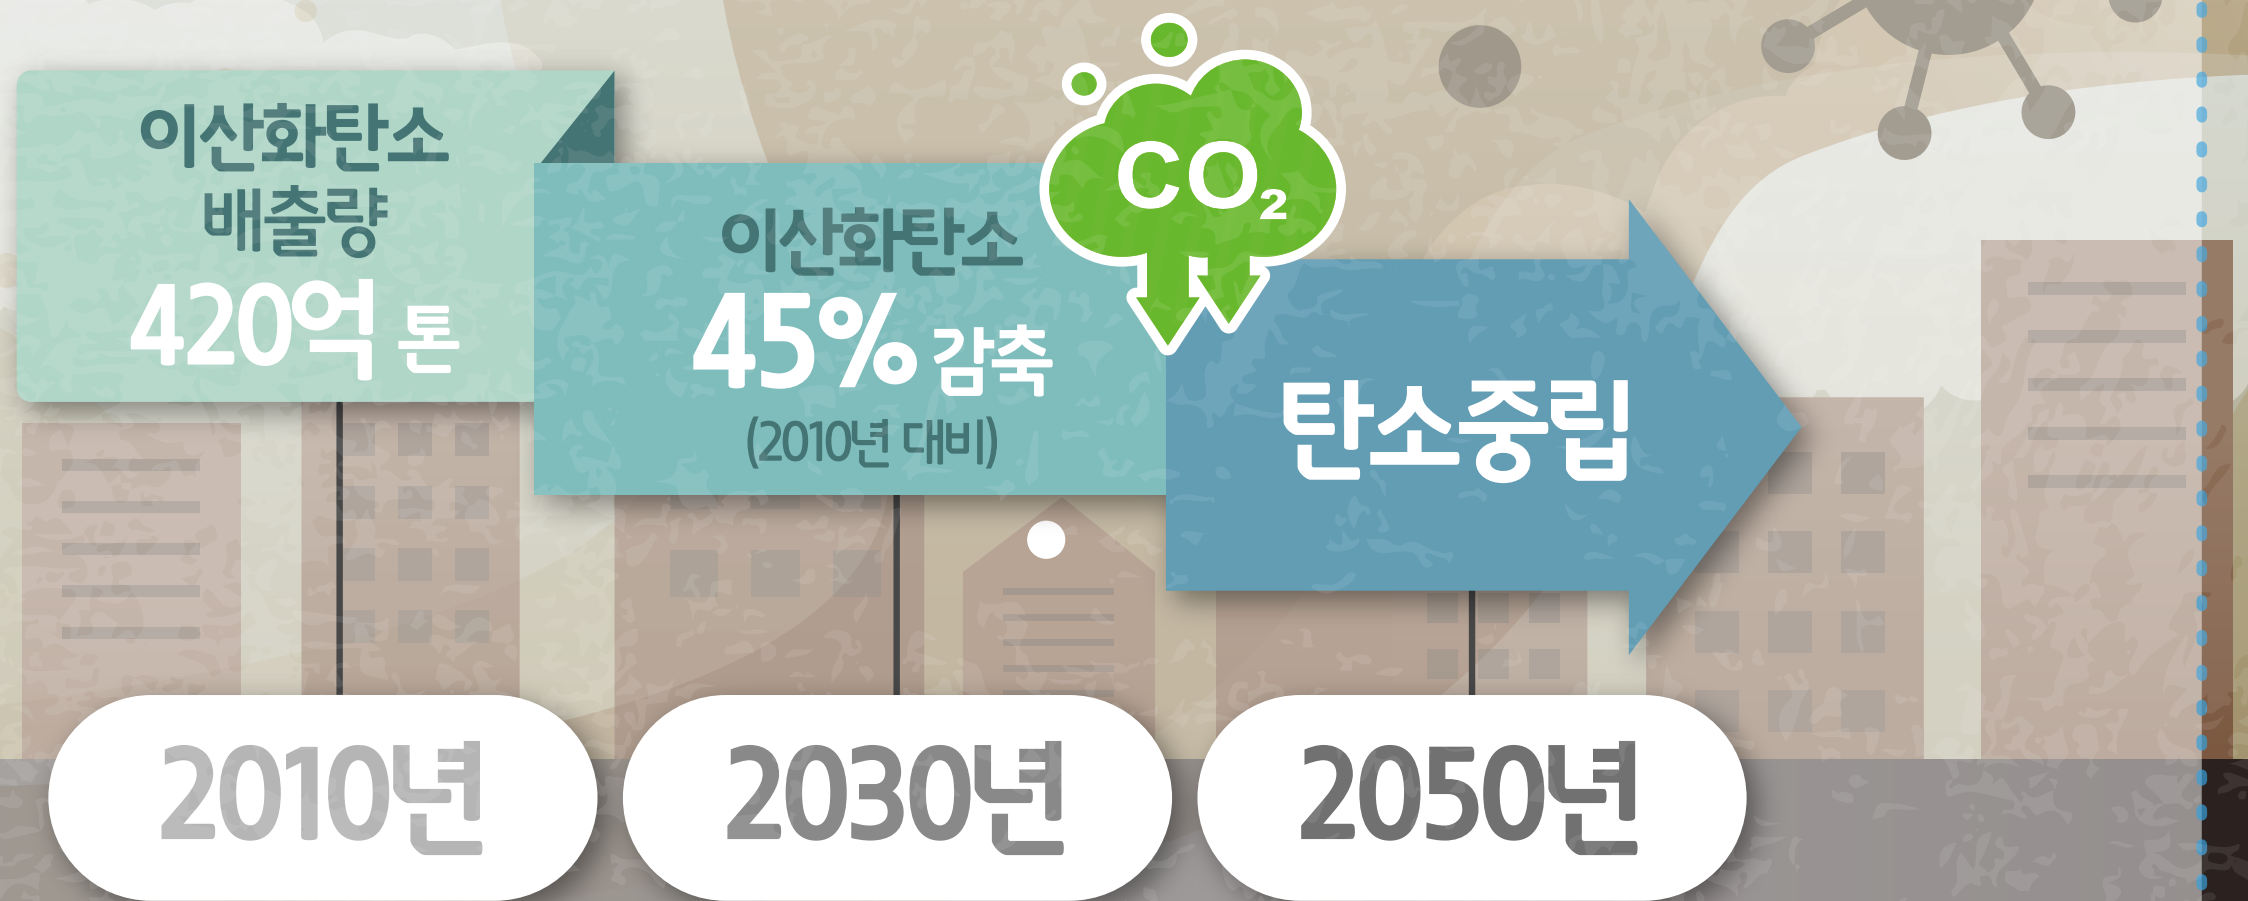 이산화탄소
배출량
420억 톤
이산화탄소
45% 감축
(2010년 대비)
CO₂
탄소중립
2010년
2030년
2050년